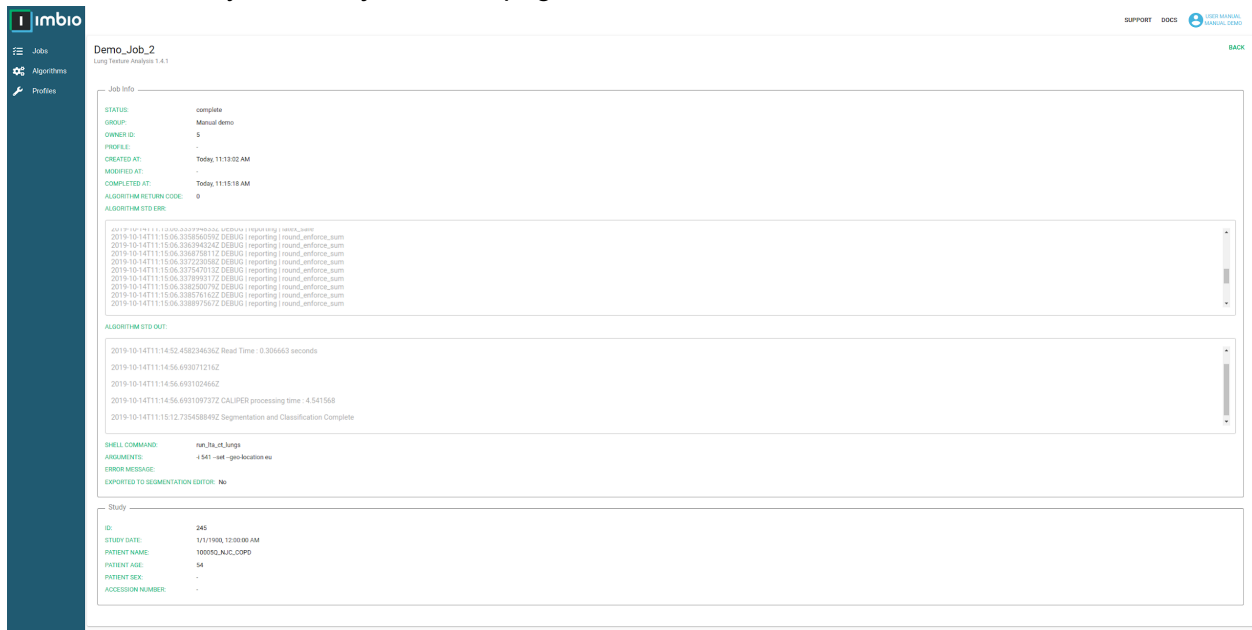 imbio
SUPPORT DOCS USER MANUAL
MANUAL DEMO
Jobs
Algorithms
Profiles
Demo_Job_2
BACK
Lung Texture Analysis 1.4.1
Job Info
STATUS: complete
GROUP: Manual demo
OWNER ID: 5
PROFILE: -
CREATED AT: Today, 11:13:02 AM
MODIFIED AT: -
COMPLETED AT: Today, 11:15:18 AM
ALGORITHM RETURN CODE: 0
ALGORITHM STD ERR:
2019-10-14T11:15:06.335856059Z DEBUG | reporting | round_enforce_sum
2019-10-14T11:15:06.336394324Z DEBUG | reporting | round_enforce_sum
2019-10-14T11:15:06.336875811Z DEBUG | reporting | round_enforce_sum
2019-10-14T11:15:06.337223058Z DEBUG | reporting | round_enforce_sum
2019-10-14T11:15:06.337547013Z DEBUG | reporting | round_enforce_sum
2019-10-14T11:15:06.337899317Z DEBUG | reporting | round_enforce_sum
2019-10-14T11:15:06.338250079Z DEBUG | reporting | round_enforce_sum
2019-10-14T11:15:06.338576162Z DEBUG | reporting | round_enforce_sum
2019-10-14T11:15:06.338897567Z DEBUG | reporting | round_enforce_sum
ALGORITHM STD OUT:
2019-10-14T11:14:52.458234636Z Read Time : 0.306663 seconds
2019-10-14T11:14:56.693071216Z
2019-10-14T11:14:56.693102466Z
2019-10-14T11:14:56.693109737Z CALIPER processing time : 4.541568
2019-10-14T11:15:12.735458849Z Segmentation and Classification Complete
SHELL COMMAND: run_lta_ct_lungs
ARGUMENTS: -i 541 --set --geo-location eu
ERROR MESSAGE:
EXPORTED TO SEGMENTATION EDITOR: No
Study
ID: 245
STUDY DATE: 1/1/1900, 12:00:00 AM
PATIENT NAME: 10005Q_NJC_COPD
PATIENT AGE: 54
PATIENT SEX: -
ACCESSION NUMBER: -